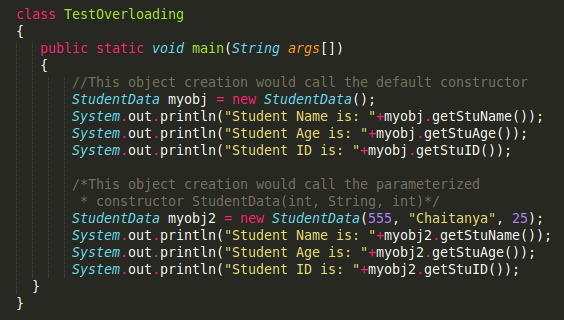 class TestOverloading
{
   public static void main(String args[])
   {
       //This object creation would call the default constructor
       StudentData myobj = new StudentData();
       System.out.println("Student Name is: "+myobj.getStuName());
       System.out.println("Student Age is: "+myobj.getStuAge());
       System.out.println("Student ID is: "+myobj.getStuID());

       /*This object creation would call the parameterized
        * constructor StudentData(int, String, int)*/
       StudentData myobj2 = new StudentData(555, "Chaitanya", 25);
       System.out.println("Student Name is: "+myobj2.getStuName());
       System.out.println("Student Age is: "+myobj2.getStuAge());
       System.out.println("Student ID is: "+myobj2.getStuID());
  }
}